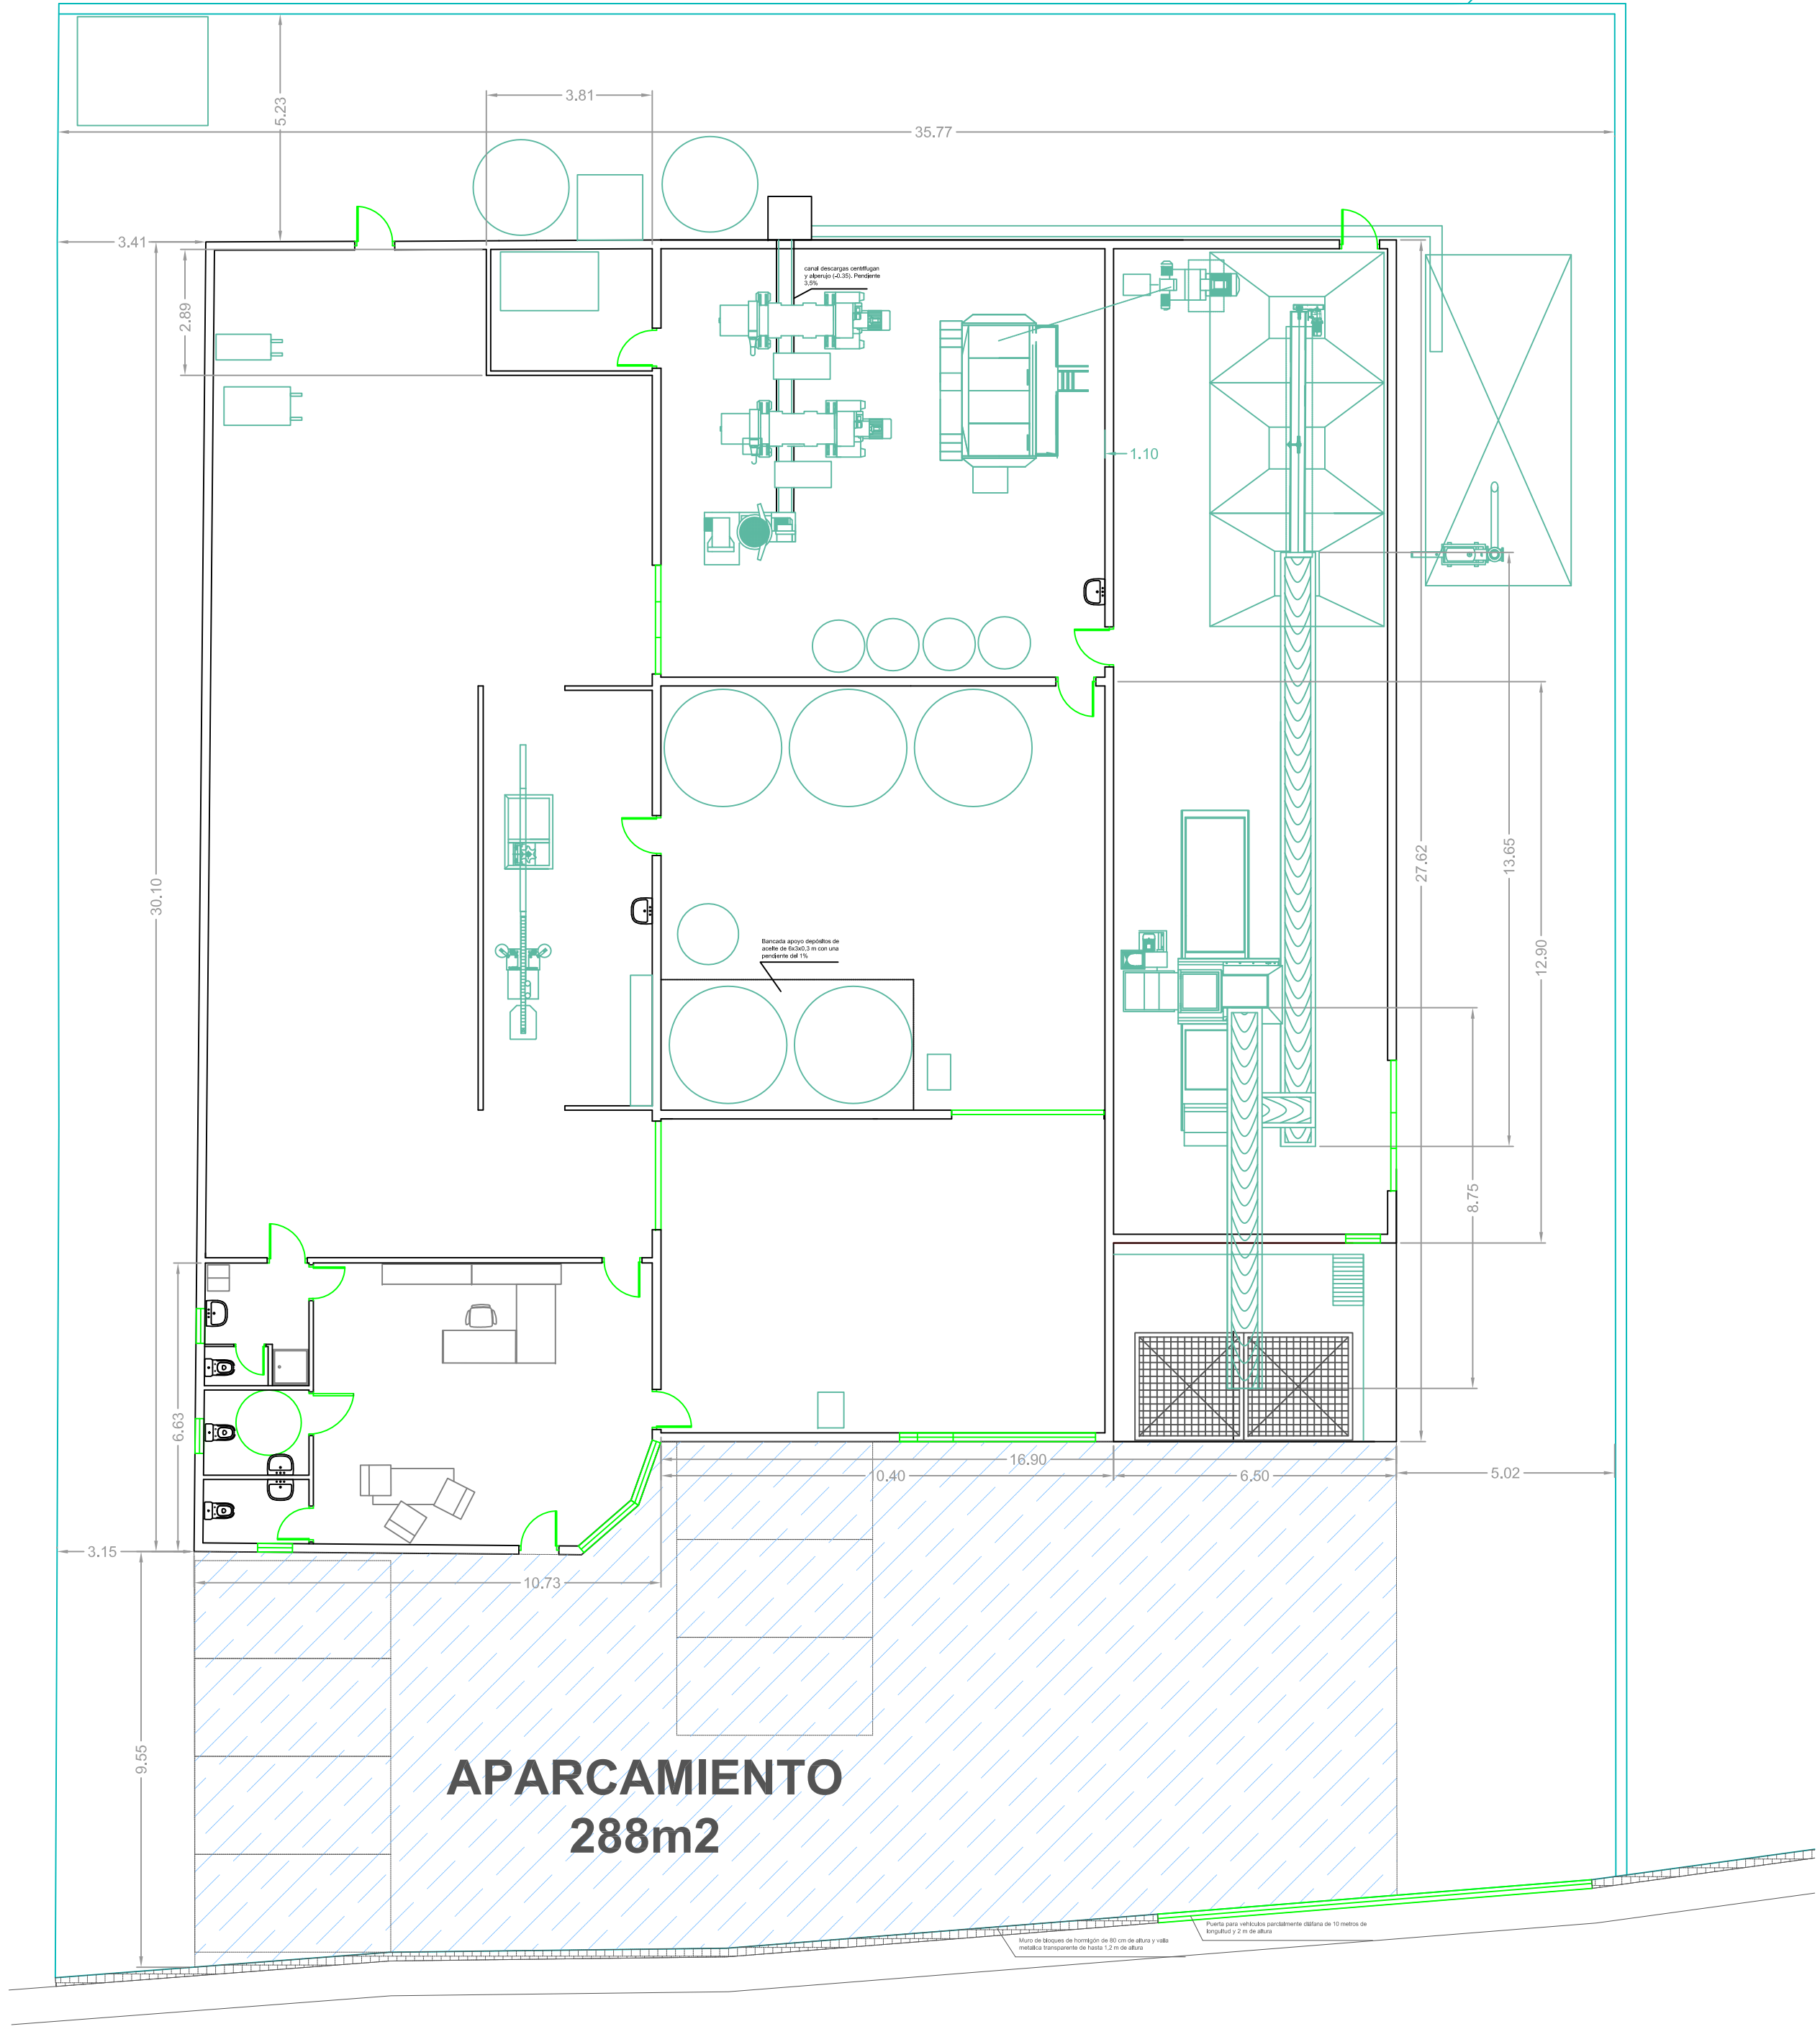 5.23
3.81
35.77
3.41
canal descargas centrífugan
y alperujo (-0.35). Pendiente
3,5%
2.89
1.10
27.62
13.65
30.10
12.90
Bancada apoyo depósitos de
aceite de 6x3x0.3 m con una
pendiente del 1%
8.75
6.63
16.90
0.40
6.50
5.02
3.15
10.73
9.55
APARCAMIENTO
288m2
Puerta para vehículos parcialmente diáfana de 10 metros de
longitud y 2 m de altura
Muro de bloques de hormigón de 80 cm de altura y valla
metálica transparente de hasta 1,2 m de altura